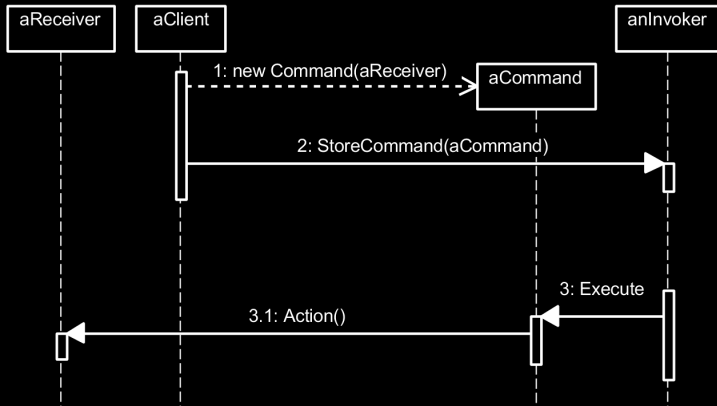 aReceiver
aClient
anInvoker
1: new Command(aReceiver)
aCommand
2: StoreCommand(aCommand)
3: Execute
3.1: Action()